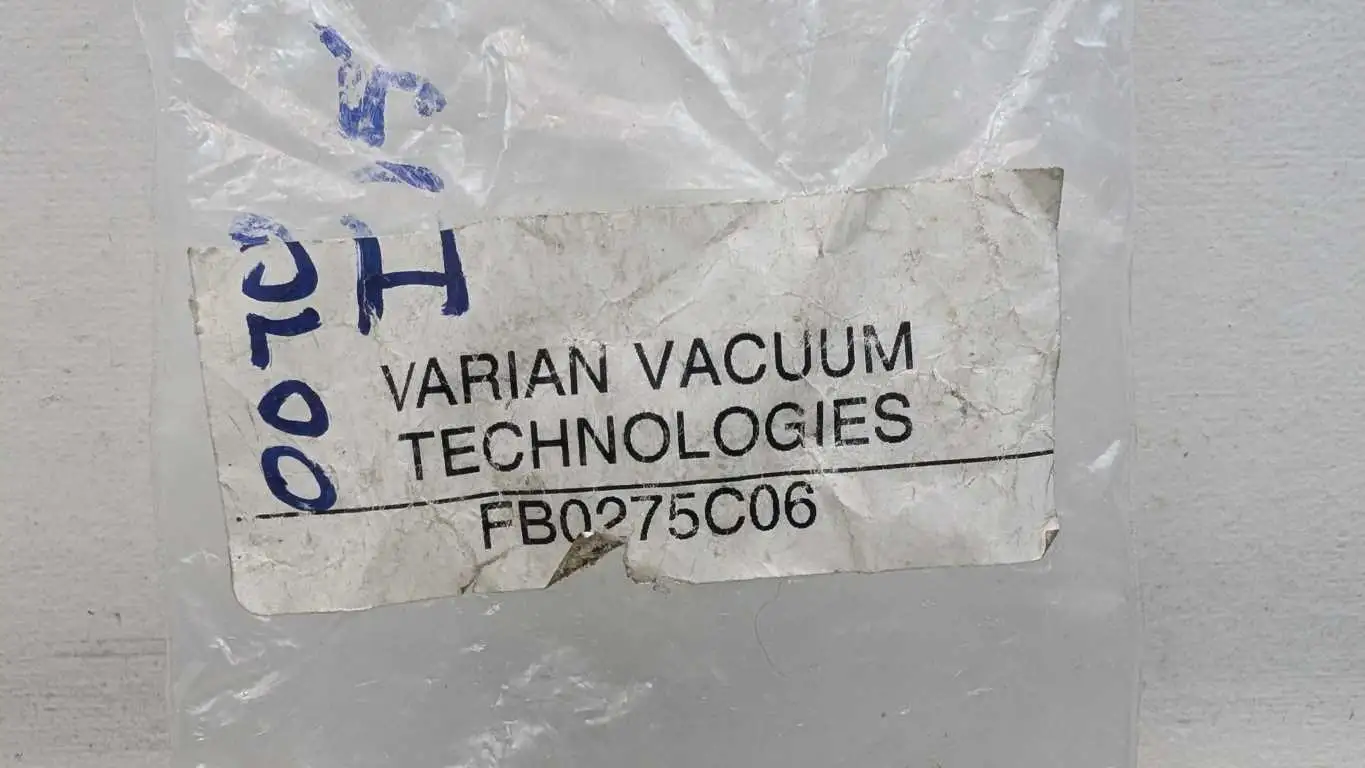 VARIAN VACUUM
TECHNOLOGIES
FB0275C06